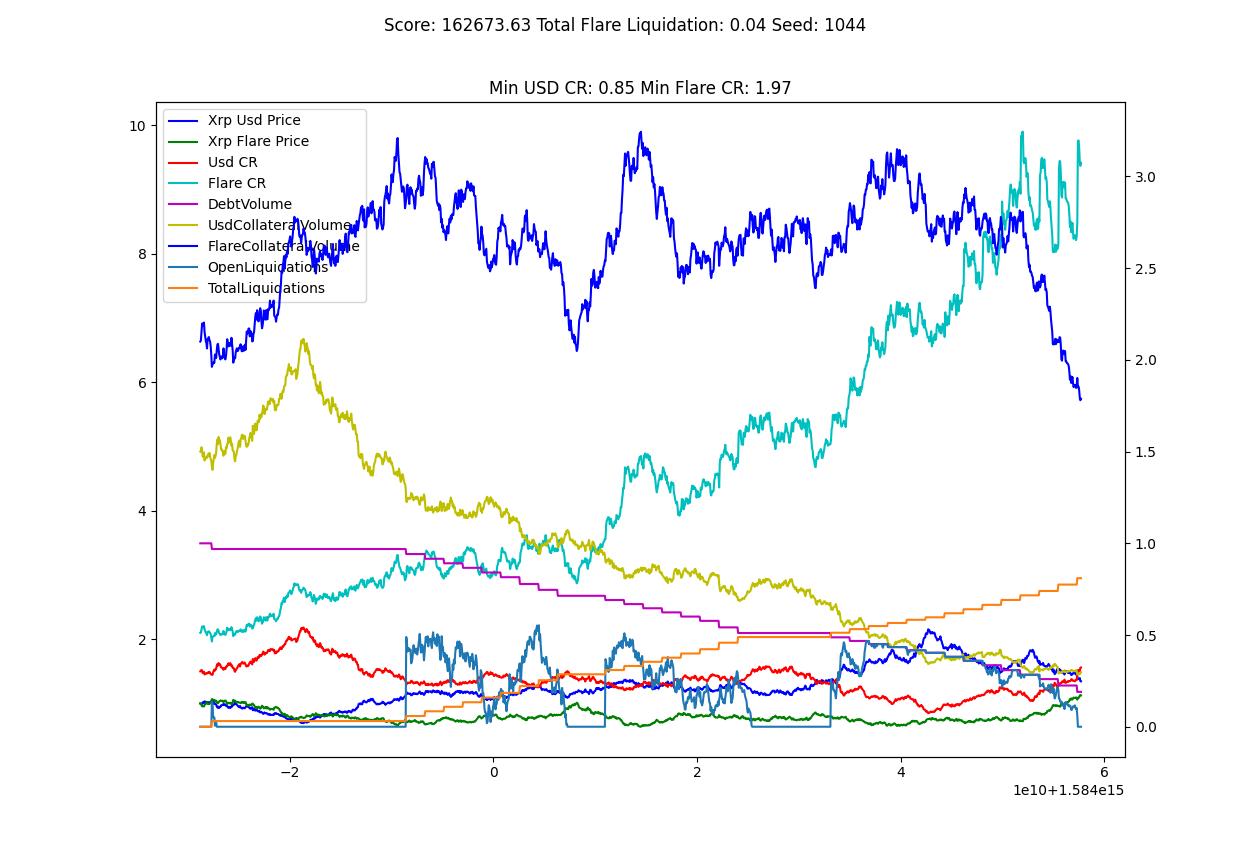 Score: 162673.63 Total Flare Liquidation: 0.04 Seed: 1044
Min USD CR: 0.85 Min Flare CR: 1.97
Xrp Usd Price
Xrp Flare Price
Usd CR
Flare CR
DebtVolume
UsdCollateralVolume
FlareCollateralVolume
OpenLiquidations
TotalLiquidations
10
8
6
4
2
3.0
2.5
2.0
1.5
1.0
0.5
0.0
−2
0
2
4
6
1e10+1.584e15